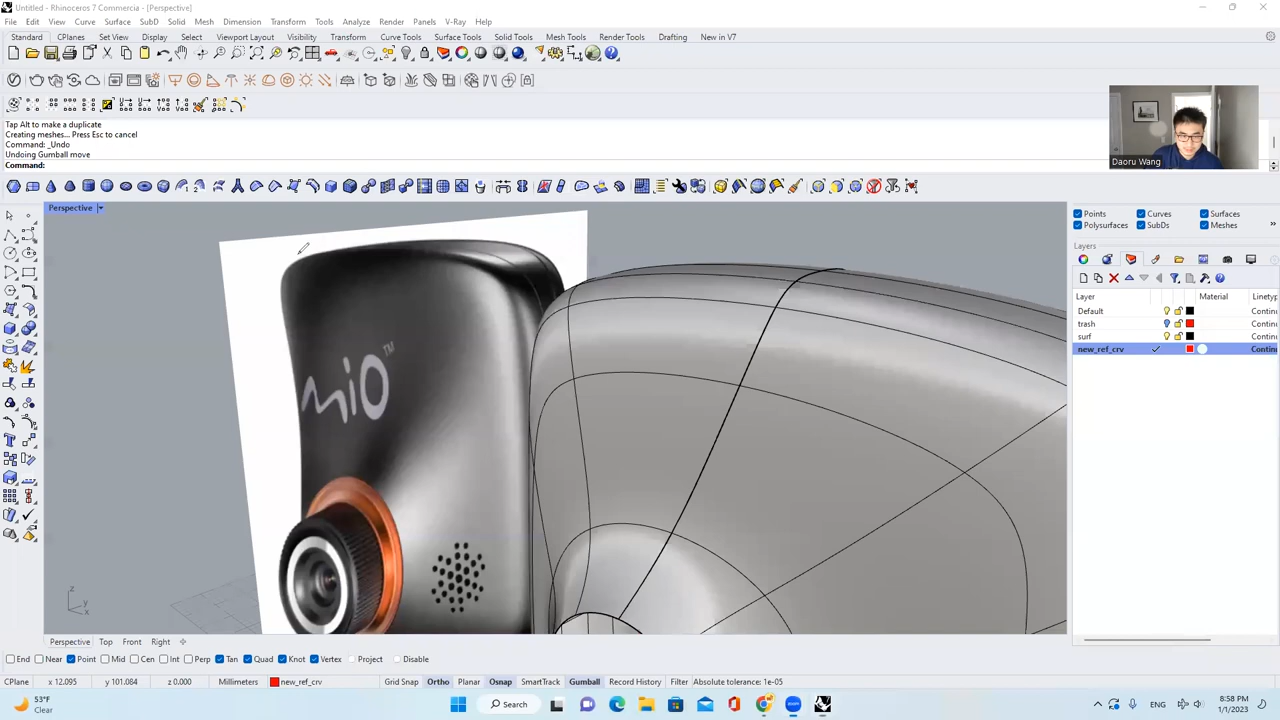 Untitled - Rhinoceros 7 Commercia - [Perspective]
File Edit View Curve Surface SubD Solid Mesh Dimension Transform Tools Analyze Render Panels V-Ray Help
Standard CPlanes Set View Display Select Viewport Layout Visibility Transform Curve Tools Surface Tools Solid Tools Mesh Tools Render Tools Drafting New in V7
Tap Alt to make a duplicate
Creating meshes... Press Esc to cancel
Command: _Undo
Undoing Gumball move
Command:
Daoru Wang
Perspective
Points Curves Surfaces
Polysurfaces SubDs Meshes
Layers
Layer Material Linetyp
Default Contin
trash Contin
surf Contin
new_ref_crv Contin
mio™
z
y
x
Perspective Top Front Right
End Near Point Mid Cen Int Perp Tan Quad Knot Vertex Project Disable
CPlane x 12.095 y 101.084 z 0.000 Millimeters new_ref_crv Grid Snap Ortho Planar Osnap SmartTrack Gumball Record History Filter Absolute tolerance: 1e-05
53°F
Clear
Search
ENG
8:58 PM
1/1/2023